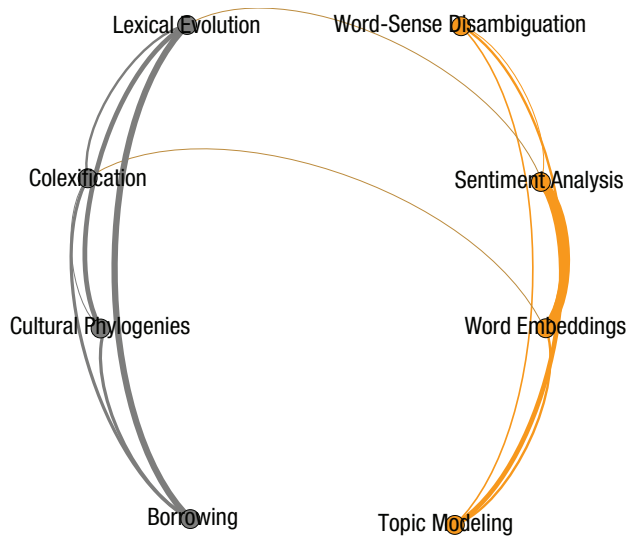 Lexical Evolution
Word-Sense Disambiguation
Colexification
Sentiment Analysis
Cultural Phylogenies
Word Embeddings
Borrowing
Topic Modeling